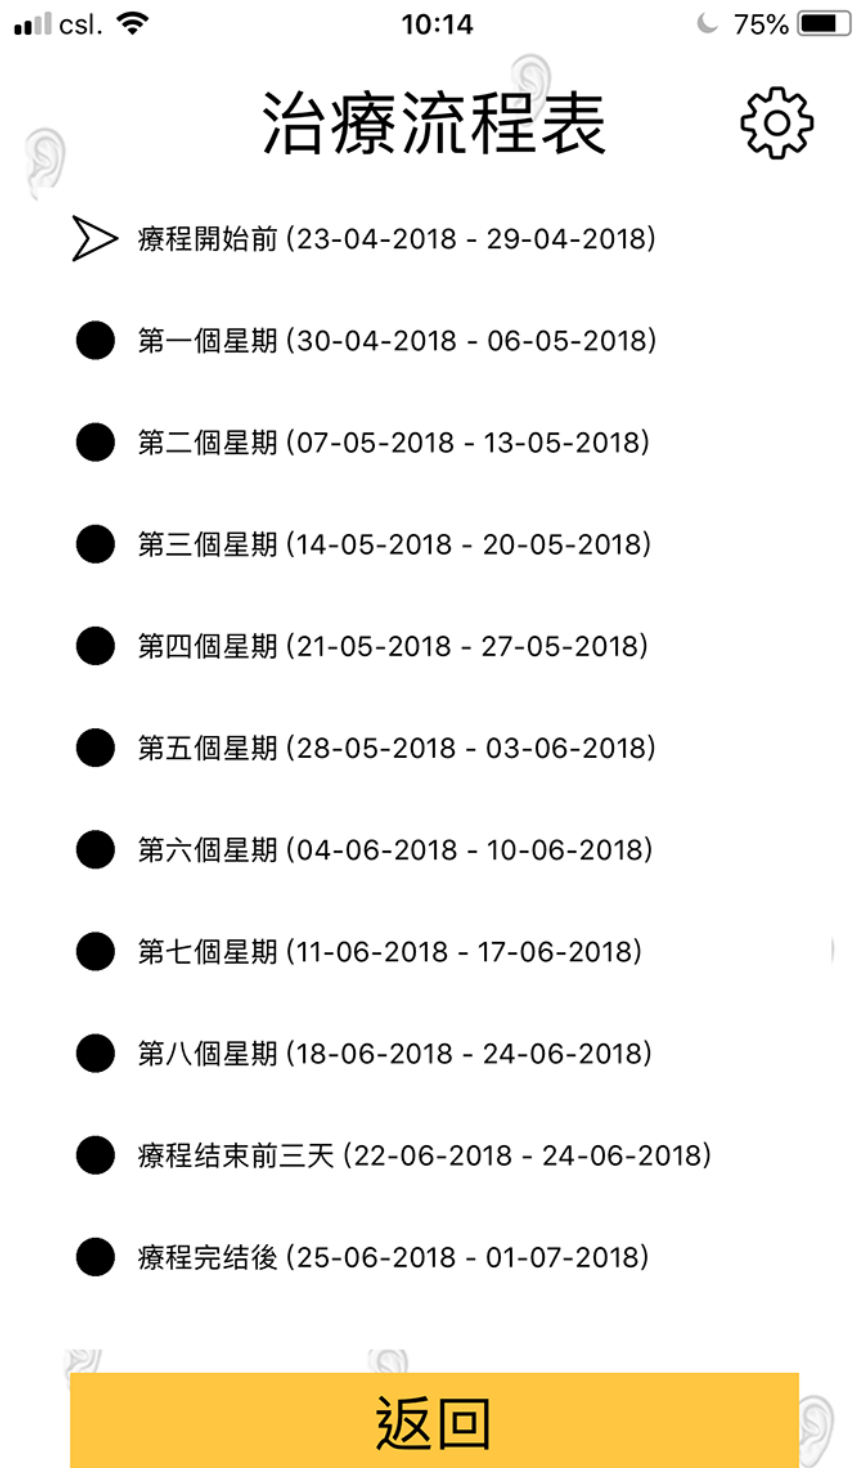 csl. 10:14 75%
治療流程表
療程開始前 (23-04-2018 - 29-04-2018)
第一個星期 (30-04-2018 - 06-05-2018)
第二個星期 (07-05-2018 - 13-05-2018)
第三個星期 (14-05-2018 - 20-05-2018)
第四個星期 (21-05-2018 - 27-05-2018)
第五個星期 (28-05-2018 - 03-06-2018)
第六個星期 (04-06-2018 - 10-06-2018)
第七個星期 (11-06-2018 - 17-06-2018)
第八個星期 (18-06-2018 - 24-06-2018)
療程结束前三天 (22-06-2018 - 24-06-2018)
療程完结後 (25-06-2018 - 01-07-2018)
返回